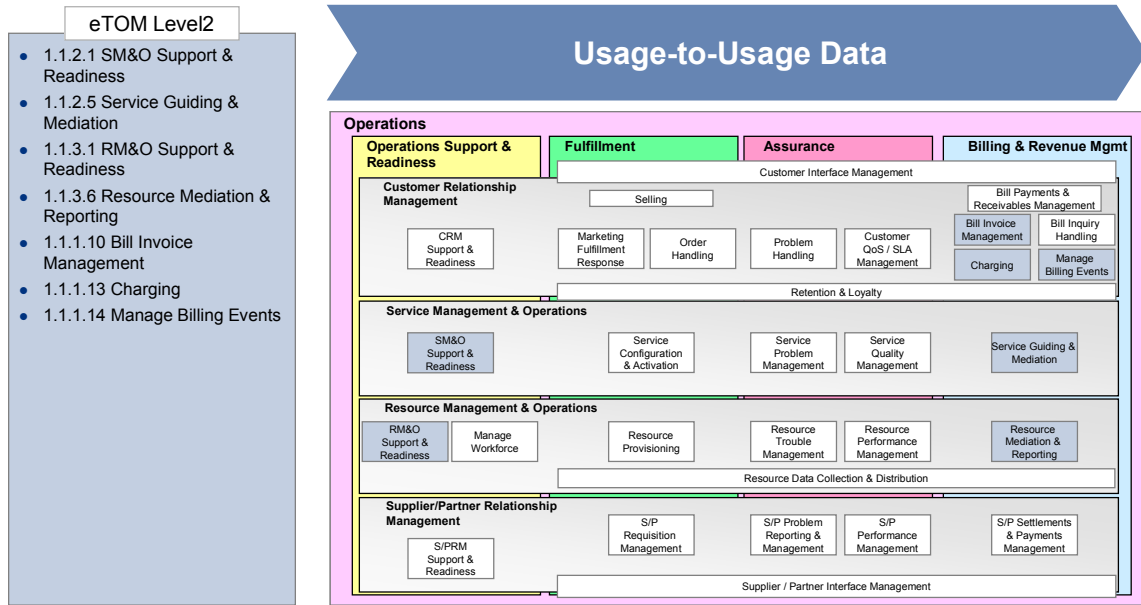 eTOM Level2
• 1.1.2.1 SM&O Support &
Readiness
• 1.1.2.5 Service Guiding &
Mediation
• 1.1.3.1 RM&O Support &
Readiness
• 1.1.3.6 Resource Mediation &
Reporting
• 1.1.1.10 Bill Invoice
Management
• 1.1.1.13 Charging
• 1.1.1.14 Manage Billing Events
Usage-to-Usage Data
Operations
Operations Support &
Readiness
Fulfillment
Assurance
Billing & Revenue Mgmt
Customer Interface Management
Customer Relationship
Management
Selling
Bill Payments &
Receivables Management
CRM
Support &
Readiness
Marketing
Fulfillment
Response
Order
Handling
Problem
Handling
Customer
QoS / SLA
Management
Bill Invoice
Management
Bill Inquiry
Handling
Charging
Manage
Billing Events
Retention & Loyalty
Service Management & Operations
SM&O
Support &
Readiness
Service
Configuration
& Activation
Service
Problem
Management
Service
Quality
Management
Service Guiding &
Mediation
Resource Management & Operations
RM&O
Support &
Readiness
Manage
Workforce
Resource
Provisioning
Resource
Trouble
Management
Resource
Performance
Management
Resource
Mediation &
Reporting
Resource Data Collection & Distribution
Supplier/Partner Relationship
Management
S/PRM
Support &
Readiness
S/P
Requisition
Management
S/P Problem
Reporting &
Management
S/P
Performance
Management
S/P Settlements
& Payments
Management
Supplier / Partner Interface Management